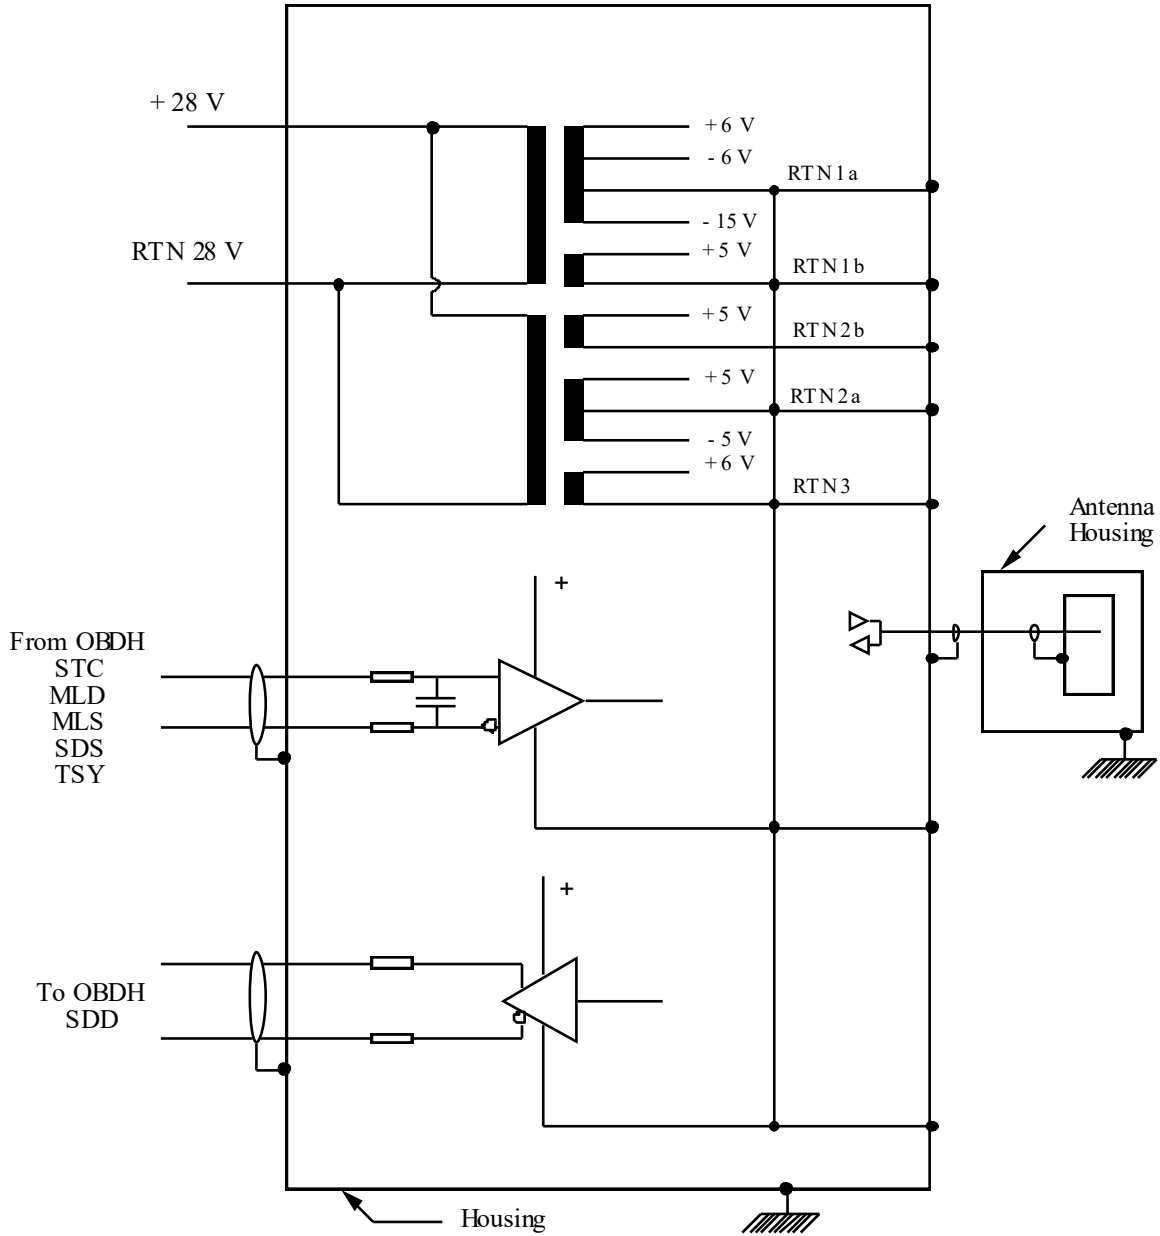 + 28 V
+6 V
- 6 V
RTN1a
- 15 V
+5 V
RTN 28 V
RTN1b
+5 V
RTN2b
+5 V
RTN2a
- 5 V
+6 V
RTN3
Antenna
Housing
+
From OBDH
STC
MLD
MLS
SDS
TSY
+
To OBDH
SDD
Housing